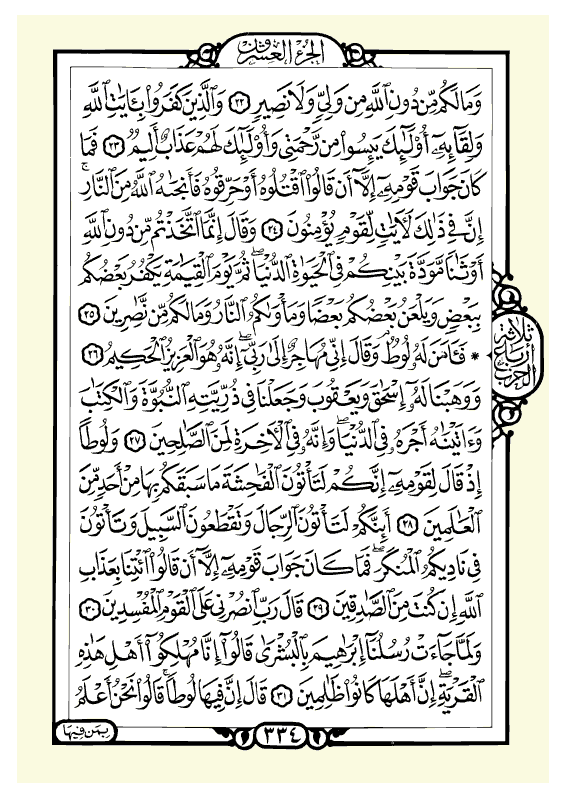 الجزء العشرون
وَمَا لَكُم مِّن دُونِ ٱللَّهِ مِن وَلِيٍّ وَلَا نَصِيرٍ ٢٢ وَٱلَّذِينَ كَفَرُوا۟ بِـَٔايَـٰتِ ٱللَّهِ
وَلِقَآئِهِۦٓ أُو۟لَـٰٓئِكَ يَئِسُوا۟ مِن رَّحْمَتِى وَأُو۟لَـٰٓئِكَ لَهُمْ عَذَابٌ أَلِيمٌ ٢٣ فَمَا
كَانَ جَوَابَ قَوْمِهِۦٓ إِلَّآ أَن قَالُوا۟ ٱقْتُلُوهُ أَوْ حَرِّقُوهُ فَأَنجَىٰهُ ٱللَّهُ مِنَ ٱلنَّارِ ۚ
إِنَّ فِى ذَٰلِكَ لَـَٔايَـٰتٍ لِّقَوْمٍ يُؤْمِنُونَ ٢٤ وَقَالَ إِنَّمَا ٱتَّخَذْتُم مِّن دُونِ ٱللَّهِ
أَوْثَـٰنًا مَّوَدَّةَ بَيْنِكُمْ فِى ٱلْحَيَوٰةِ ٱلدُّنْيَا ۖ ثُمَّ يَوْمَ ٱلْقِيَـٰمَةِ يَكْفُرُ بَعْضُكُم
بِبَعْضٍ وَيَلْعَنُ بَعْضُكُم بَعْضًا وَمَأْوَىٰكُمُ ٱلنَّارُ وَمَا لَكُم مِّن نَّـٰصِرِينَ ٢٥
* فَـَٔامَنَ لَهُۥ لُوطٌ ۘ وَقَالَ إِنِّى مُهَاجِرٌ إِلَىٰ رَبِّىٓ ۖ إِنَّهُۥ هُوَ ٱلْعَزِيزُ ٱلْحَكِيمُ ٢٦
وَوَهَبْنَا لَهُۥٓ إِسْحَـٰقَ وَيَعْقُوبَ وَجَعَلْنَا فِى ذُرِّيَّتِهِ ٱلنُّبُوَّةَ وَٱلْكِتَـٰبَ
وَءَاتَيْنَـٰهُ أَجْرَهُۥ فِى ٱلدُّنْيَا ۖ وَإِنَّهُۥ فِى ٱلْـَٔاخِرَةِ لَمِنَ ٱلصَّـٰلِحِينَ ٢٧ وَلُوطًا
إِذْ قَالَ لِقَوْمِهِۦٓ إِنَّكُمْ لَتَأْتُونَ ٱلْفَـٰحِشَةَ مَا سَبَقَكُم بِهَا مِنْ أَحَدٍ مِّنَ
ٱلْعَـٰلَمِينَ ٢٨ أَئِنَّكُمْ لَتَأْتُونَ ٱلرِّجَالَ وَتَقْطَعُونَ ٱلسَّبِيلَ وَتَأْتُونَ
فِى نَادِيكُمُ ٱلْمُنكَرَ ۖ فَمَا كَانَ جَوَابَ قَوْمِهِۦٓ إِلَّآ أَن قَالُوا۟ ٱئْتِنَا بِعَذَابِ
ٱللَّهِ إِن كُنتَ مِنَ ٱلصَّـٰدِقِينَ ٢٩ قَالَ رَبِّ ٱنصُرْنِى عَلَى ٱلْقَوْمِ ٱلْمُفْسِدِينَ ٣٠
وَلَمَّا جَآءَتْ رُسُلُنَآ إِبْرَٰهِيمَ بِٱلْبُشْرَىٰ قَالُوٓا۟ إِنَّا مُهْلِكُوٓا۟ أَهْلِ هَـٰذِهِ
ٱلْقَرْيَةِ ۖ إِنَّ أَهْلَهَا كَانُوا۟ ظَـٰلِمِينَ ٣١ قَالَ إِنَّ فِيهَا لُوطًا ۚ قَالُوا۟ نَحْنُ أَعْلَمُ
ثلاثة
أرباع
الحزب
بِمَن فِيهَا
٣٣٤